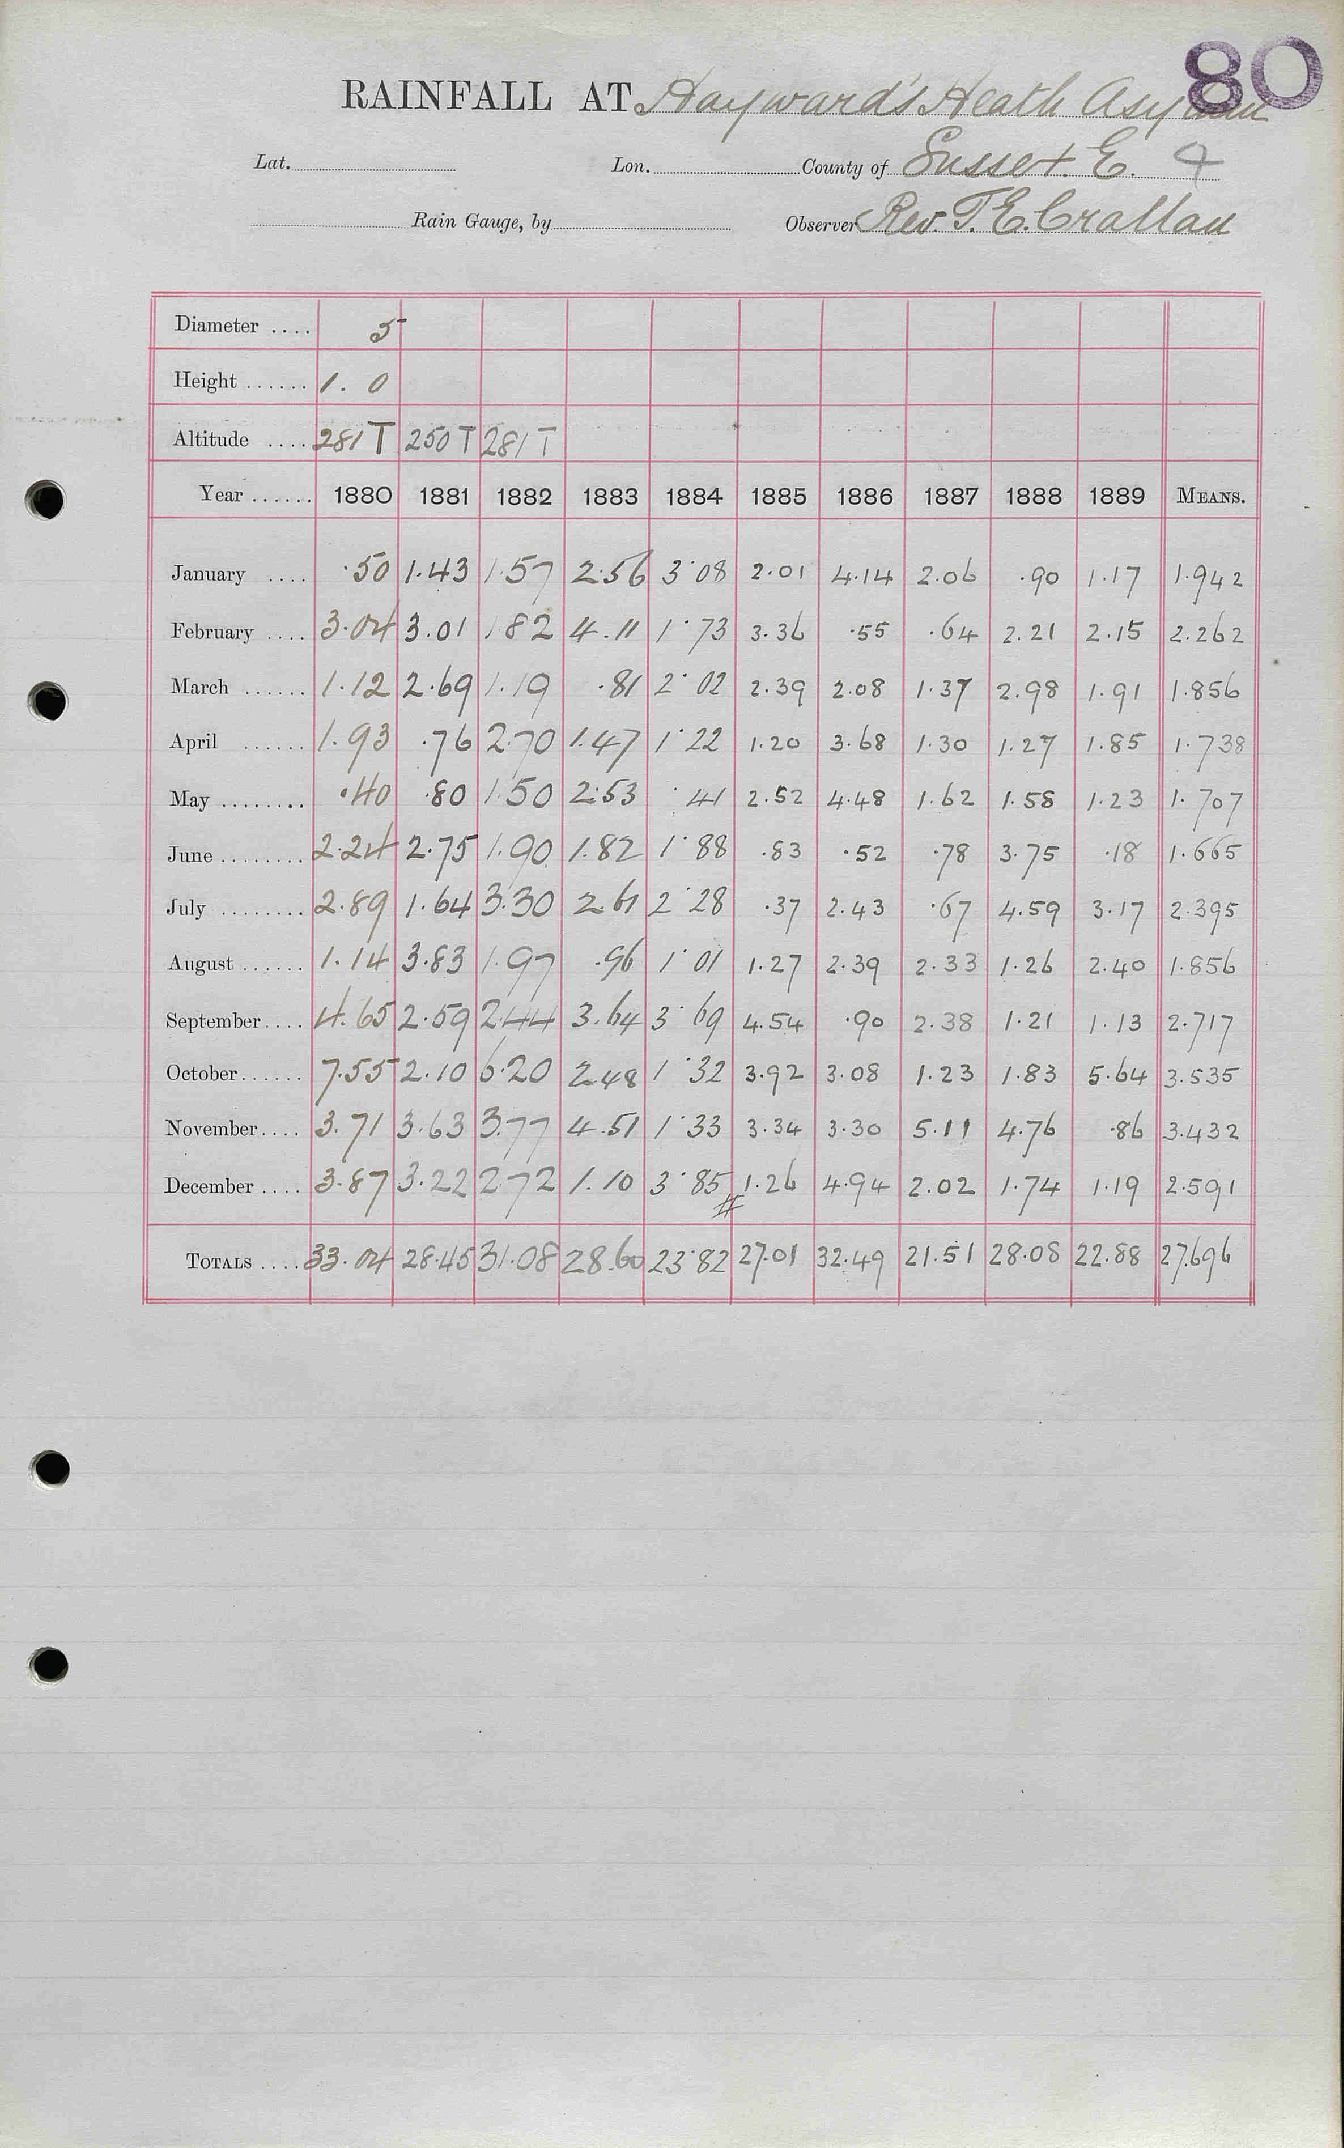 80
RAINFALL AT Hayward's Heath Asylum
Lat. Lon. County of Sussex. E. 4
Rain Gauge, by Observer Rev. T. E. Crallan
Diameter .... 5
Height ...... 1. 0
Altitude .... 281 T 250 T 281 T
Year ...... 1880 1881 1882 1883 1884 1885 1886 1887 1888 1889 MEANS.
January .... .50 1.43 1.57 2.56 3.08 2.01 4.14 2.06 .90 1.17 1.942
February .... 3.04 3.01 1.82 4.11 1.73 3.36 .55 .64 2.21 2.15 2.262
March ...... 1.12 2.69 1.19 .81 2.02 2.39 2.08 1.37 2.98 1.91 1.856
April ...... 1.93 .76 2.70 1.47 1.22 1.20 3.68 1.30 1.27 1.85 1.738
May ........ .40 .80 1.50 2.53 .41 2.52 4.48 1.62 1.58 1.23 1.707
June ........ 2.24 2.75 1.90 1.82 1.88 .83 .52 .78 3.75 .18 1.665
July ........ 2.89 1.64 3.30 2.61 2.28 .37 2.43 .67 4.59 3.17 2.395
August ...... 1.14 3.83 1.97 .96 1.01 1.27 2.39 2.33 1.26 2.40 1.856
September .... 4.65 2.59 2.44 3.64 3.69 4.54 .90 2.38 1.21 1.13 2.717
October ...... 7.55 2.10 6.20 2.48 1.32 3.92 3.08 1.23 1.83 5.64 3.535
November .... 3.71 3.63 3.77 4.51 1.33 3.34 3.30 5.11 4.76 .86 3.432
December .... 3.87 3.22 2.72 1.10 3.85 1.26 4.94 2.02 1.74 1.19 2.591
#
TOTALS .... 33.04 28.45 31.08 28.60 23.82 27.01 32.49 21.51 28.08 22.88 27.696